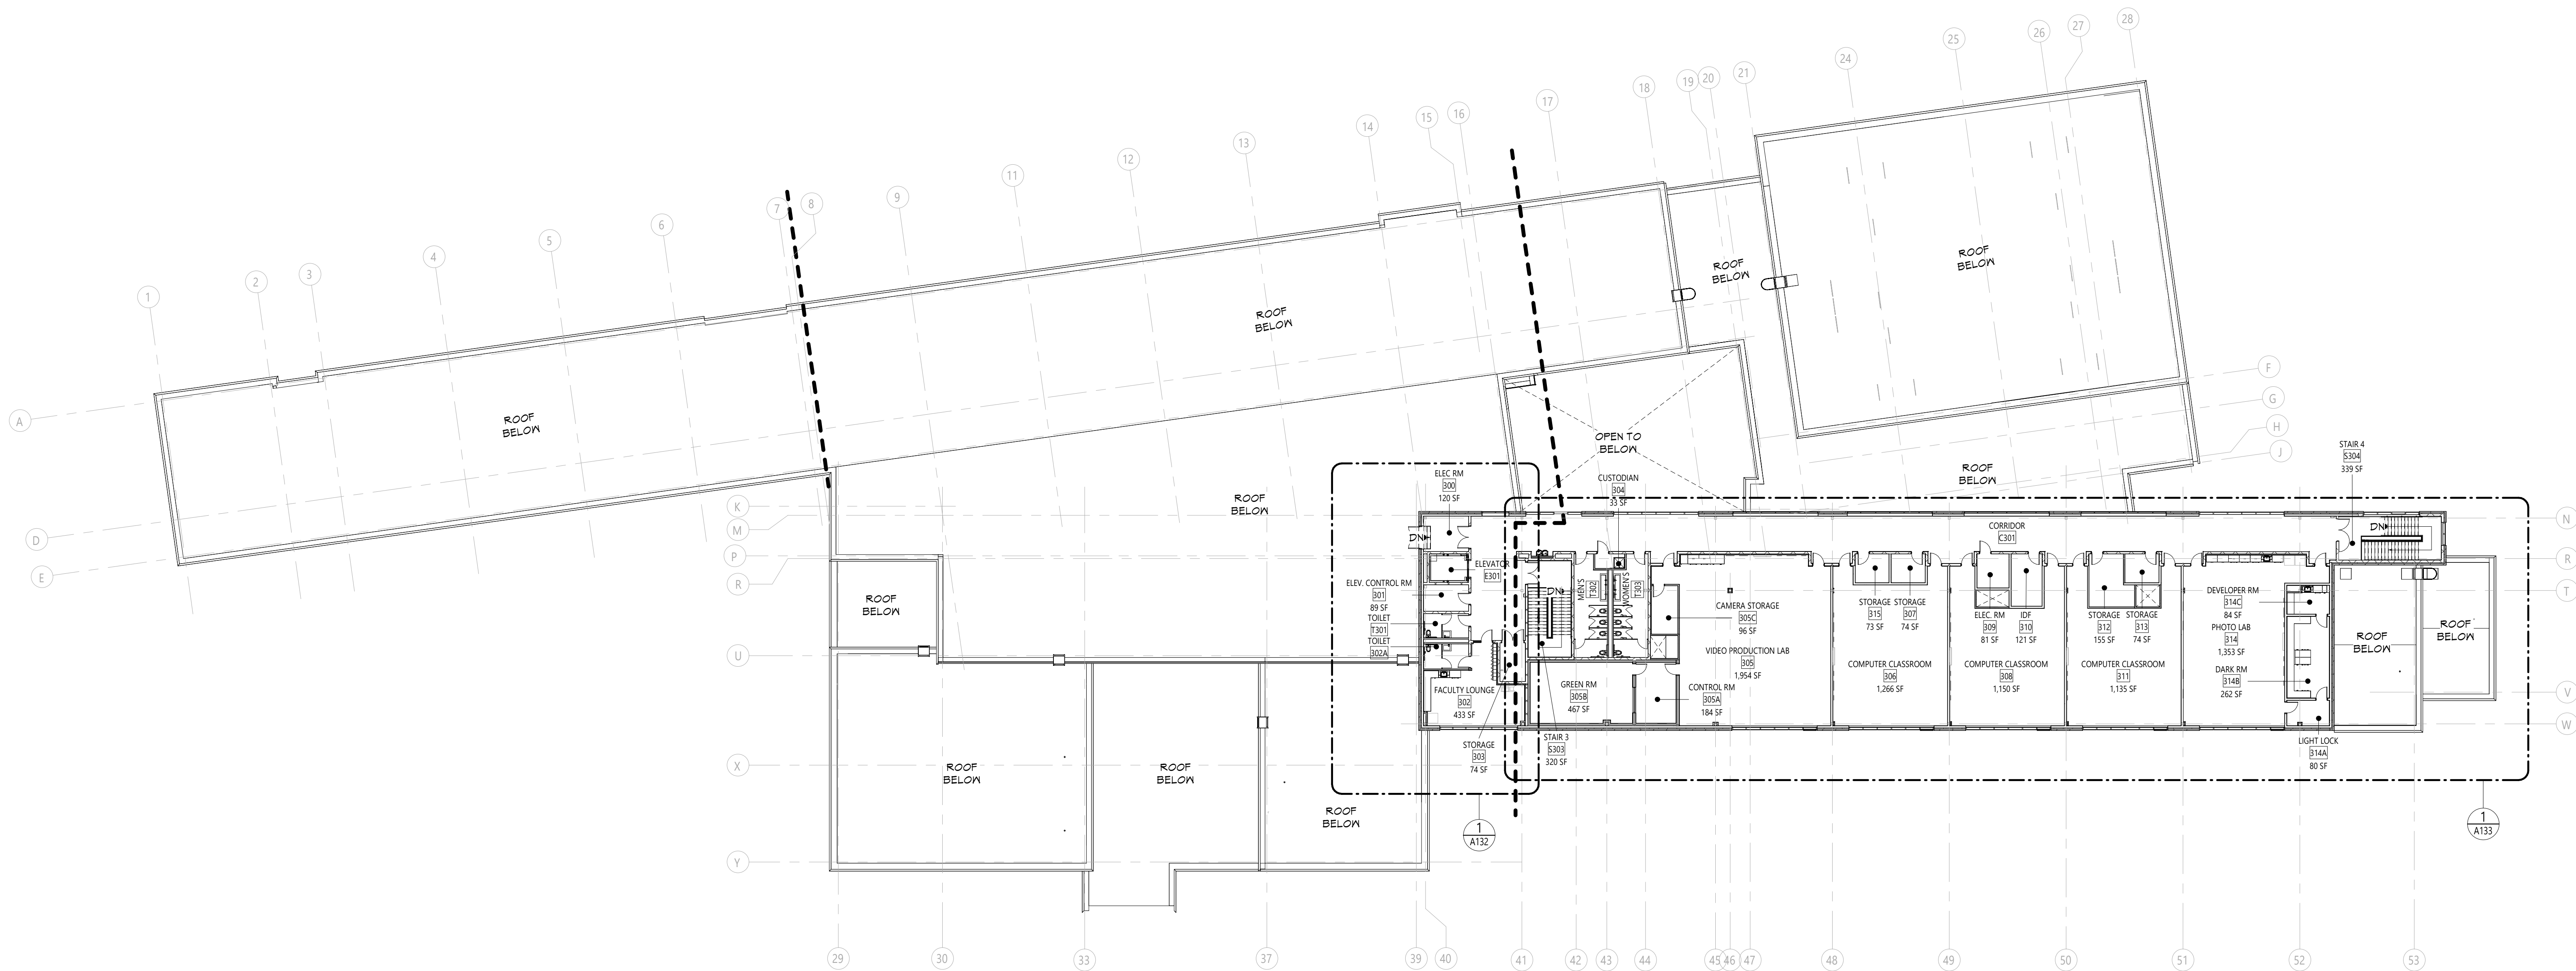 28
27
26
25
24
21
20
19
18
17
16
15
14
13
12
11
9
8
7
6
5
4
3
2
1
A
D
E
F
G
H
J
K
M
P
R
U
X
Y
N
R
T
V
W
ROOF
BELOW
ROOF
BELOW
ROOF
BELOW
ROOF
BELOW
OPEN TO
BELOW
ROOF
BELOW
ROOF
BELOW
ROOF
BELOW
ROOF
BELOW
ROOF
BELOW
ROOF
BELOW
ROOF
BELOW
ROOF
BELOW
STAIR 4
S304
339 SF
ELEC RM
300
120 SF
CUSTODIAN
304
33 SF
CORRIDOR
C301
DN
DN
DN
ELEVATOR
E301
ELEV. CONTROL RM
301
89 SF
TOILET
T301
TOILET
302A
MEN'S
T302
WOMEN'S
T303
CAMERA STORAGE
305C
96 SF
VIDEO PRODUCTION LAB
305
1,954 SF
GREEN RM
305B
467 SF
CONTROL RM
305A
184 SF
FACULTY LOUNGE
302
433 SF
STORAGE
303
74 SF
STAIR 3
S303
320 SF
STORAGE
315
73 SF
STORAGE
307
74 SF
COMPUTER CLASSROOM
306
1,266 SF
ELEC. RM
309
81 SF
IDF
310
121 SF
COMPUTER CLASSROOM
308
1,150 SF
STORAGE
312
155 SF
STORAGE
313
74 SF
COMPUTER CLASSROOM
311
1,135 SF
DEVELOPER RM
314C
84 SF
PHOTO LAB
314
1,353 SF
DARK RM
314B
262 SF
LIGHT LOCK
314A
80 SF
1
A132
1
A133
29
30
33
37
39
40
41
42
43
44
45
46
47
48
49
50
51
52
53